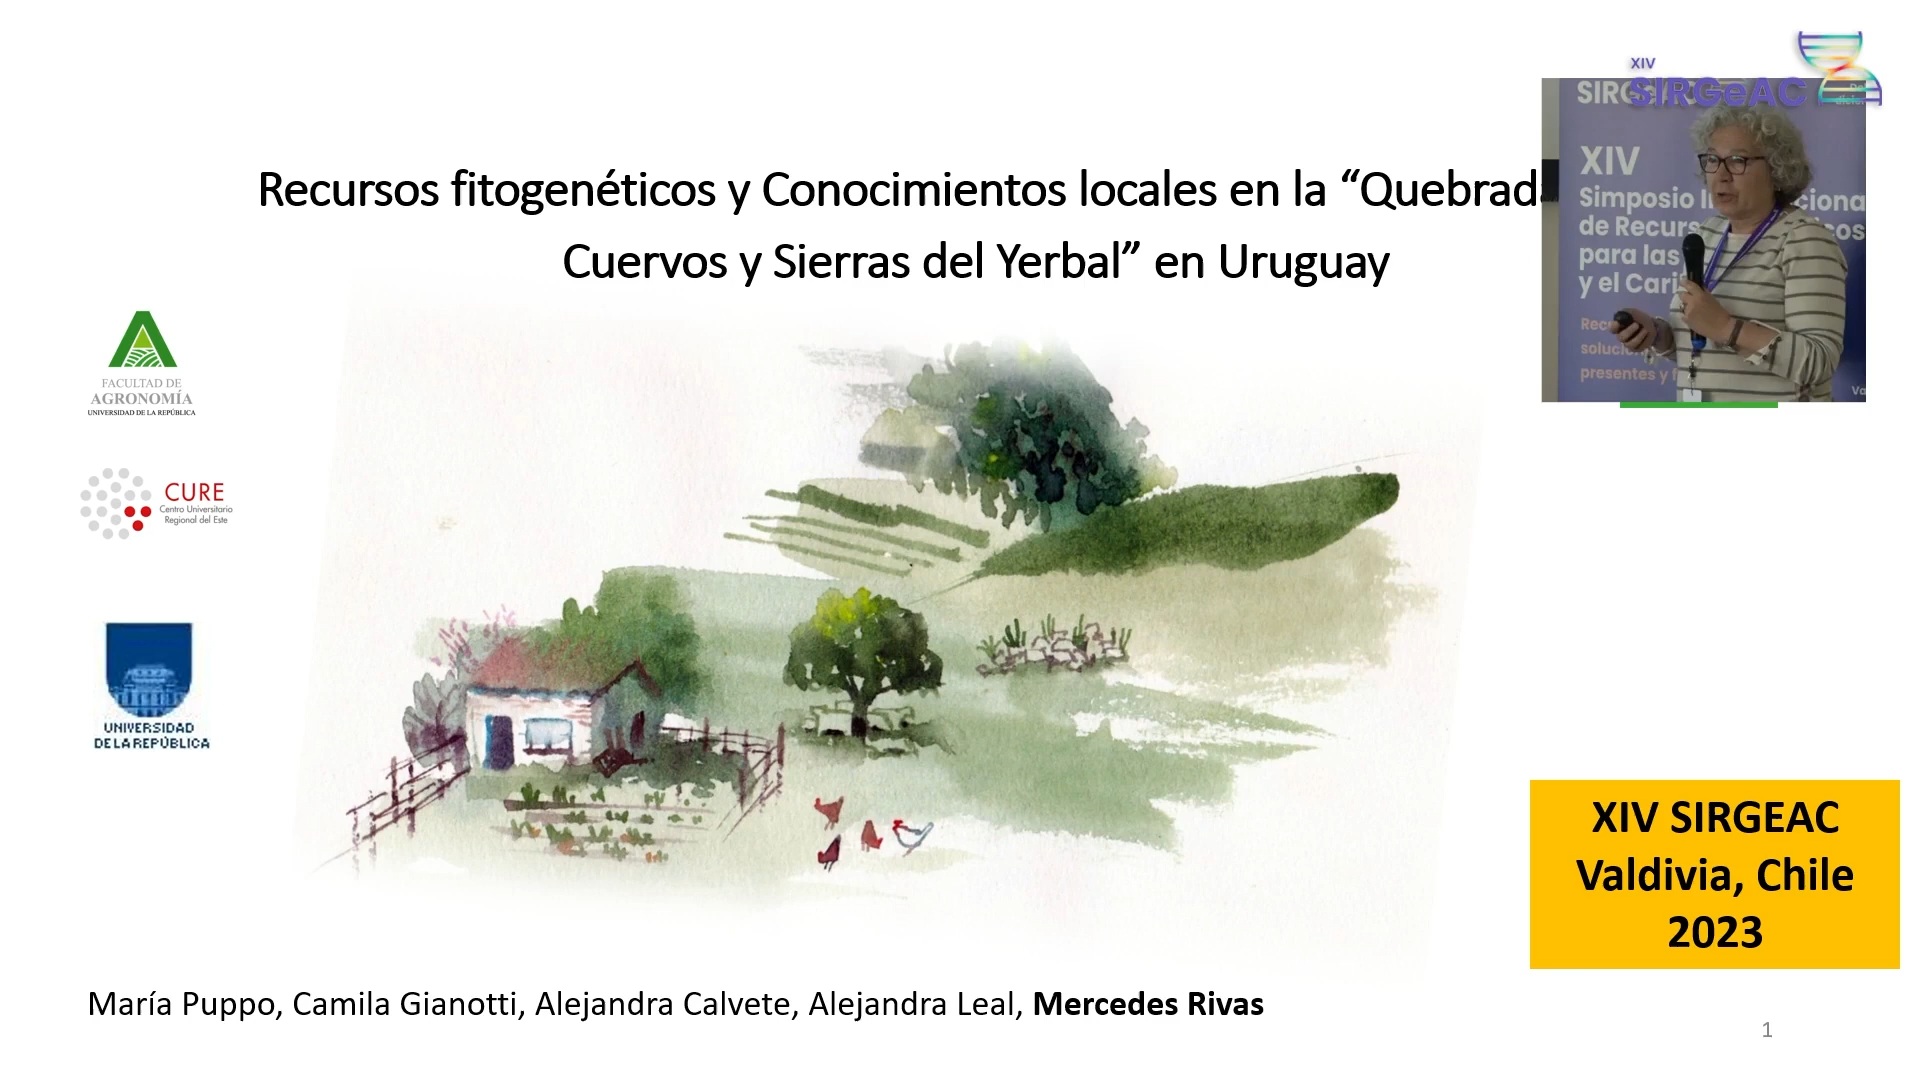 XIV
SIRGeAC
Recursos fitogenéticos y Conocimientos locales en la “Quebrada
Cuervos y Sierras del Yerbal” en Uruguay
XIV
Simposio
de
para las
y el Cari
presentes y f
FACULTAD DE
AGRONOMÍA
UNIVERSIDAD DE LA REPÚBLICA
CURE
Centro Universitario
Regional del Este
UNIVERSIDAD
DE LA REPÚBLICA
XIV SIRGEAC
Valdivia, Chile
2023
María Puppo, Camila Gianotti, Alejandra Calvete, Alejandra Leal, Mercedes Rivas
1